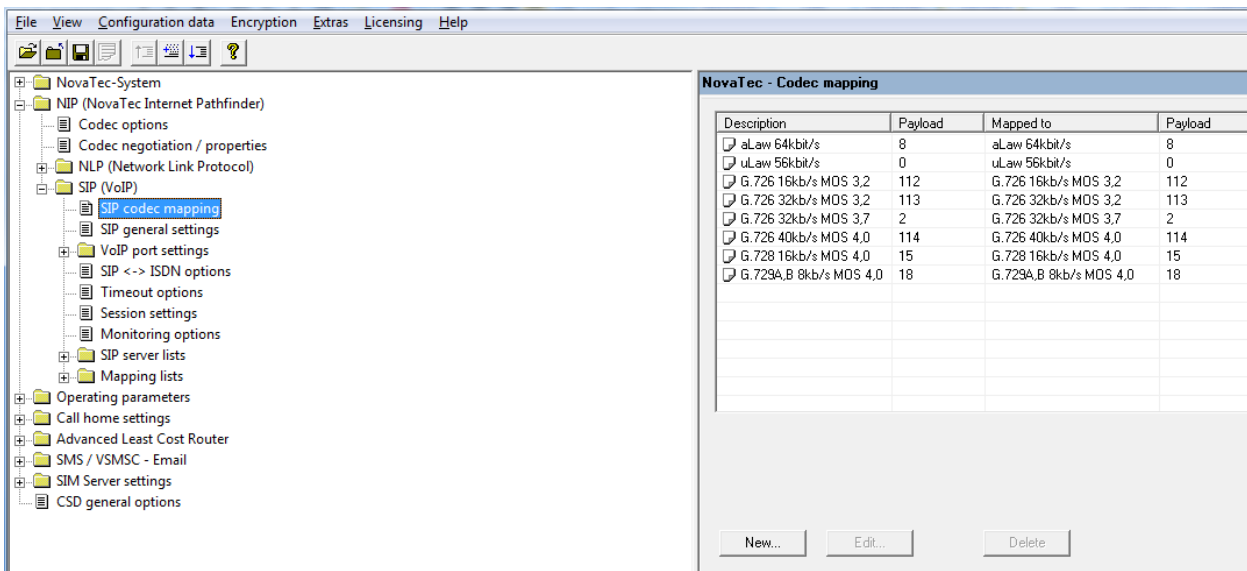 File View Configuration data Encryption Extras Licensing Help
NovaTec-System
NIP (NovaTec Internet Pathfinder)
Codec options
Codec negotiation / properties
NLP (Network Link Protocol)
SIP (VoIP)
SIP codec mapping
SIP general settings
VoIP port settings
SIP <-> ISDN options
Timeout options
Session settings
Monitoring options
SIP server lists
Mapping lists
Operating parameters
Call home settings
Advanced Least Cost Router
SMS / VSMSC - Email
SIM Server settings
CSD general options
NovaTec - Codec mapping
Description Payload Mapped to Payload
aLaw 64kbit/s 8 aLaw 64kbit/s 8
uLaw 56kbit/s 0 uLaw 56kbit/s 0
G.726 16kb/s MOS 3,2 112 G.726 16kb/s MOS 3,2 112
G.726 32kb/s MOS 3,2 113 G.726 32kb/s MOS 3,2 113
G.726 32kb/s MOS 3,7 2 G.726 32kb/s MOS 3,7 2
G.726 40kb/s MOS 4,0 114 G.726 40kb/s MOS 4,0 114
G.728 16kb/s MOS 4,0 15 G.728 16kb/s MOS 4,0 15
G.729A,B 8kb/s MOS 4,0 18 G.729A,B 8kb/s MOS 4,0 18
New... Edit... Delete